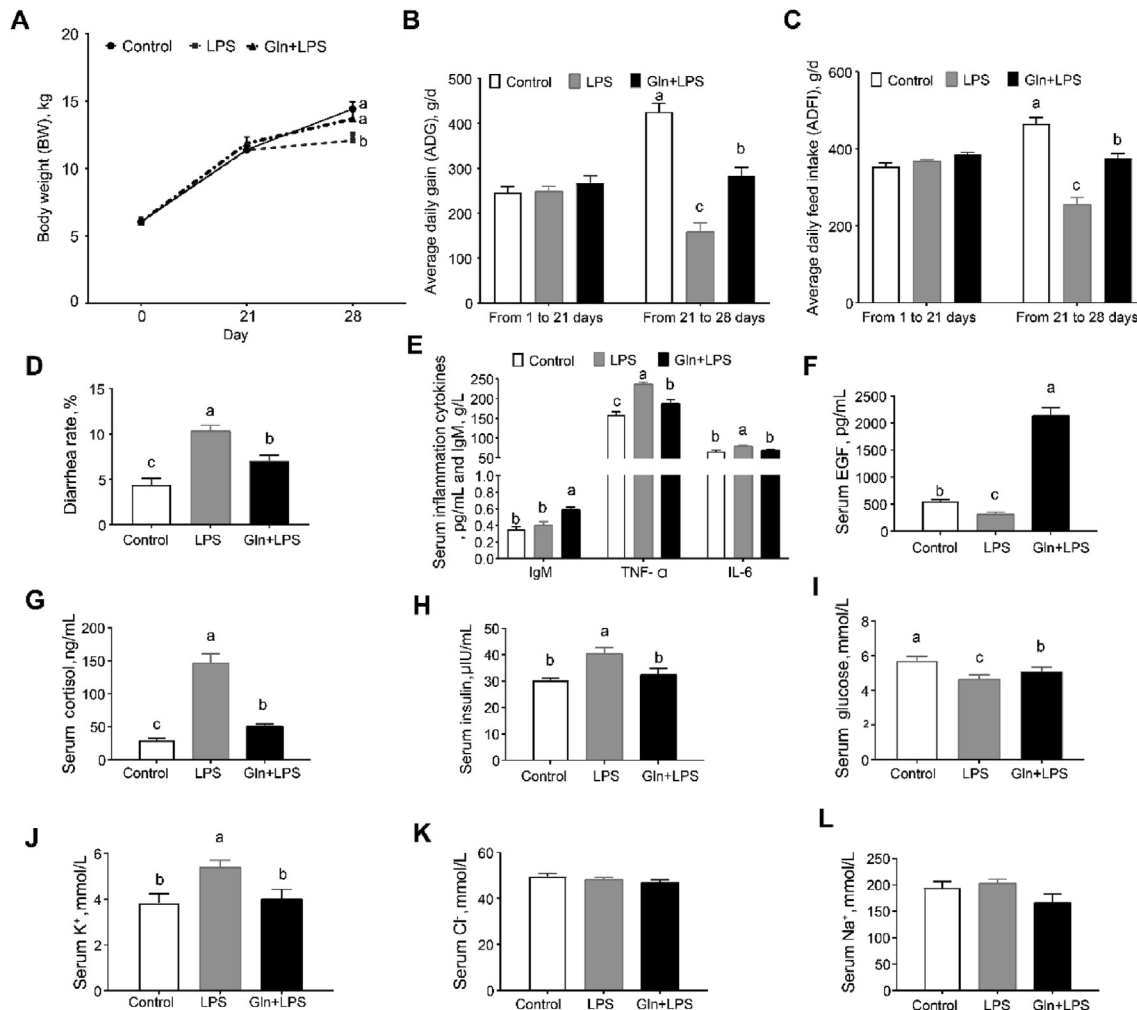 A
20
Control
LPS
Gln+LPS
15
10
5
0
Body weight (BW), kg
a
a
b
0
21
28
Day
B
Control
LPS
Gln+LPS
500
400
300
200
100
0
Average daily gain (ADG), g/d
a
c
b
From 1 to 21 days
From 21 to 28 days
C
Control
LPS
Gln+LPS
600
400
200
0
Average daily feed intake (ADFI), g/d
a
c
b
From 1 to 21 days
From 21 to 28 days
D
15
10
5
0
Diarrhea rate, %
c
a
b
Control
LPS
Gln+LPS
E
Control
LPS
Gln+LPS
250
200
150
100
50
1.0
0.8
0.6
0.4
0.2
0.0
Serum inflammation cytokines
, pg/mL and IgM, g/L
b
b
a
c
a
b
b
a
b
IgM
TNF- α
IL-6
F
2500
2000
1500
1000
500
0
Serum EGF, pg/mL
b
c
a
Control
LPS
Gln+LPS
G
200
150
100
50
0
Serum cortisol,ng/mL
c
a
b
Control
LPS
Gln+LPS
H
50
40
30
20
10
0
Serum insulin,μIU/mL
b
a
b
Control
LPS
Gln+LPS
I
8
6
4
2
0
Serum glucose,mmol/L
a
c
b
Control
LPS
Gln+LPS
J
6
4
2
0
Serum K⁺,mmol/L
b
a
b
Control
LPS
Gln+LPS
K
60
40
20
0
Serum Cl⁻,mmol/L
Control
LPS
Gln+LPS
L
250
200
150
100
50
0
Serum Na⁺,mmol/L
Control
LPS
Gln+LPS